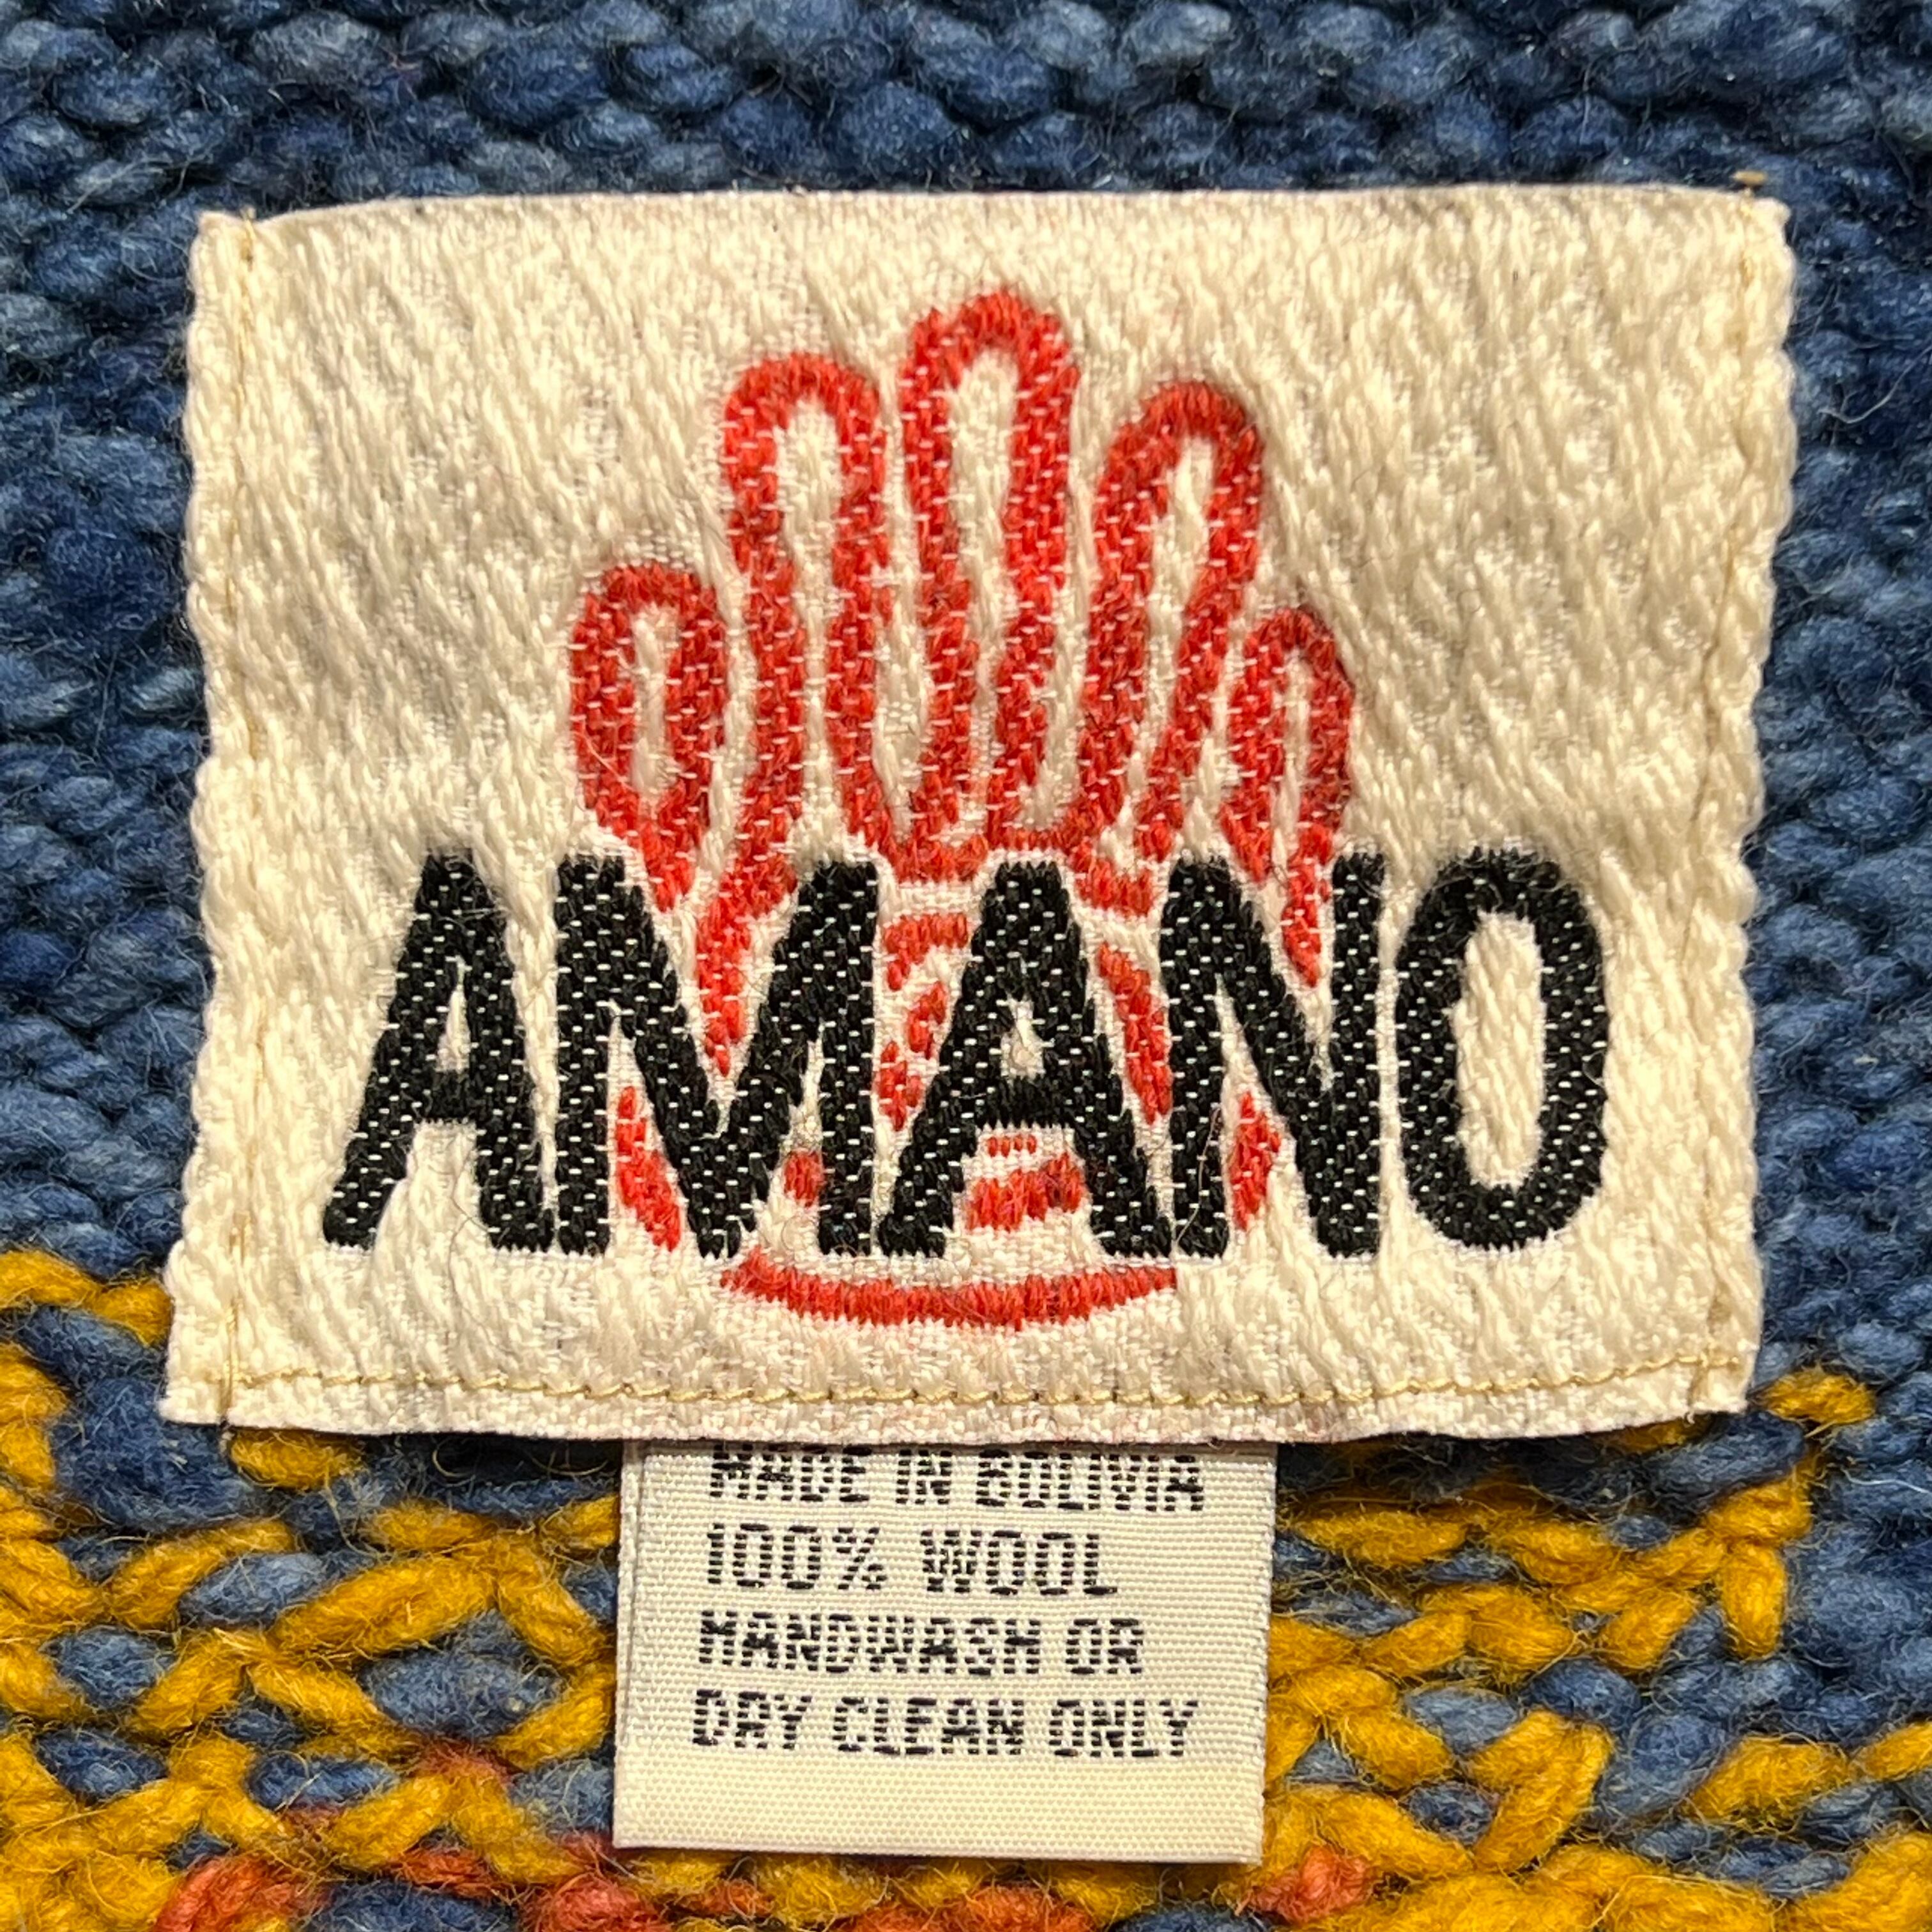 AMANO
MADE IN BOLIVIA
100% WOOL
HANDWASH OR
DRY CLEAN ONLY